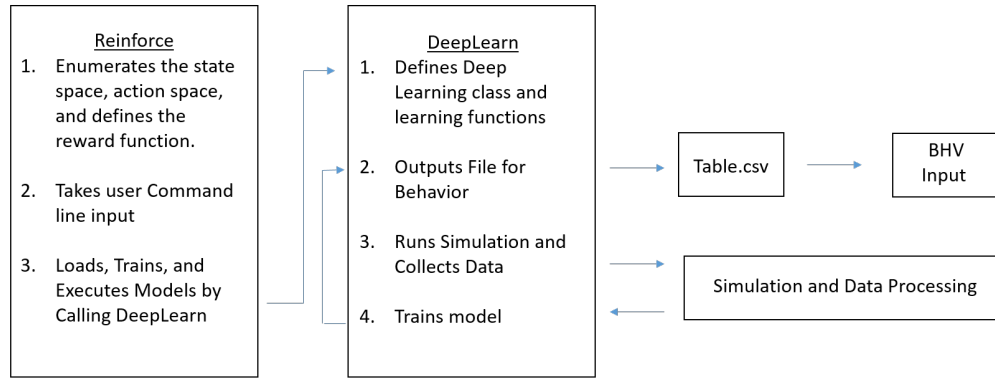 Reinforce
1. Enumerates the state
space, action space,
and defines the
reward function.
2. Takes user Command
line input
3. Loads, Trains, and
Executes Models by
Calling DeepLearn
DeepLearn
1. Defines Deep
Learning class and
learning functions
2. Outputs File for
Behavior
3. Runs Simulation and
Collects Data
4. Trains model
Table.csv
BHV
Input
Simulation and Data Processing